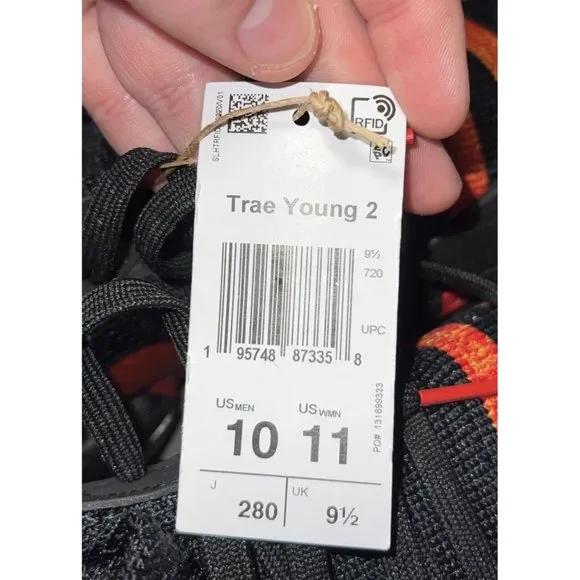 RFID
Trae Young 2
9½
720
UPC
1 95748 87335 8
US MEN US WMN
10 11
PO# 131699333
J UK
280 9½